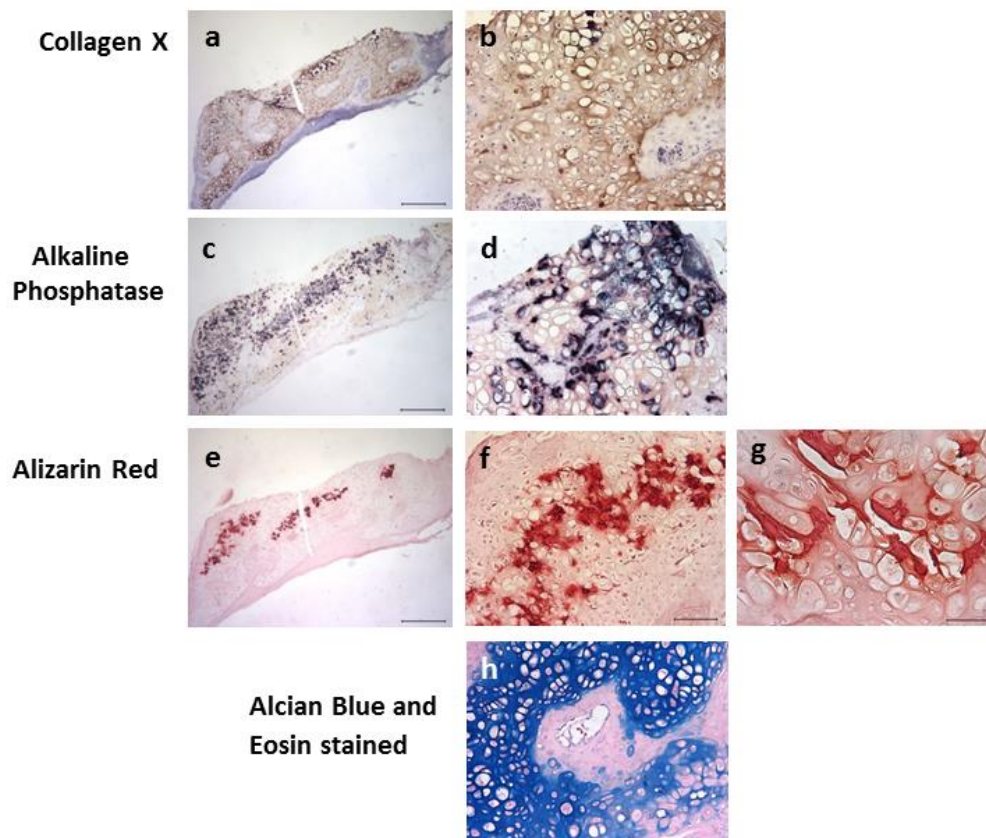 Collagen X
a
b
Alkaline
Phosphatase
c
d
Alizarin Red
e
f
g
Alcian Blue and
Eosin stained
h